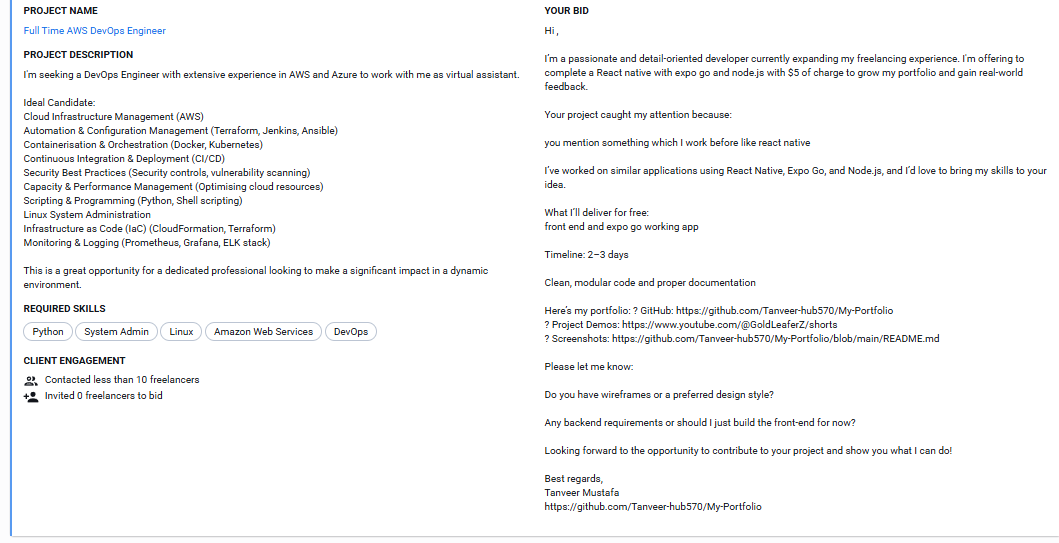 PROJECT NAME
Full Time AWS DevOps Engineer
PROJECT DESCRIPTION
I'm seeking a DevOps Engineer with extensive experience in AWS and Azure to work with me as virtual assistant.
Ideal Candidate:
Cloud Infrastructure Management (AWS)
Automation & Configuration Management (Terraform, Jenkins, Ansible)
Containerisation & Orchestration (Docker, Kubernetes)
Continuous Integration & Deployment (CI/CD)
Security Best Practices (Security controls, vulnerability scanning)
Capacity & Performance Management (Optimising cloud resources)
Scripting & Programming (Python, Shell scripting)
Linux System Administration
Infrastructure as Code (IaC) (CloudFormation, Terraform)
Monitoring & Logging (Prometheus, Grafana, ELK stack)
This is a great opportunity for a dedicated professional looking to make a significant impact in a dynamic
environment.
REQUIRED SKILLS
Python System Admin Linux Amazon Web Services DevOps
CLIENT ENGAGEMENT
Contacted less than 10 freelancers
Invited 0 freelancers to bid
YOUR BID
Hi ,
I'm a passionate and detail-oriented developer currently expanding my freelancing experience. I'm offering to
complete a React native with expo go and node.js with $5 of charge to grow my portfolio and gain real-world
feedback.
Your project caught my attention because:
you mention something which I work before like react native
I've worked on similar applications using React Native, Expo Go, and Node.js, and I'd love to bring my skills to your
idea.
What I'll deliver for free:
front end and expo go working app
Timeline: 2–3 days
Clean, modular code and proper documentation
Here's my portfolio: ? GitHub: https://github.com/Tanveer-hub570/My-Portfolio
? Project Demos: https://www.youtube.com/@GoldLeaferZ/shorts
? Screenshots: https://github.com/Tanveer-hub570/My-Portfolio/blob/main/README.md
Please let me know:
Do you have wireframes or a preferred design style?
Any backend requirements or should I just build the front-end for now?
Looking forward to the opportunity to contribute to your project and show you what I can do!
Best regards,
Tanveer Mustafa
https://github.com/Tanveer-hub570/My-Portfolio